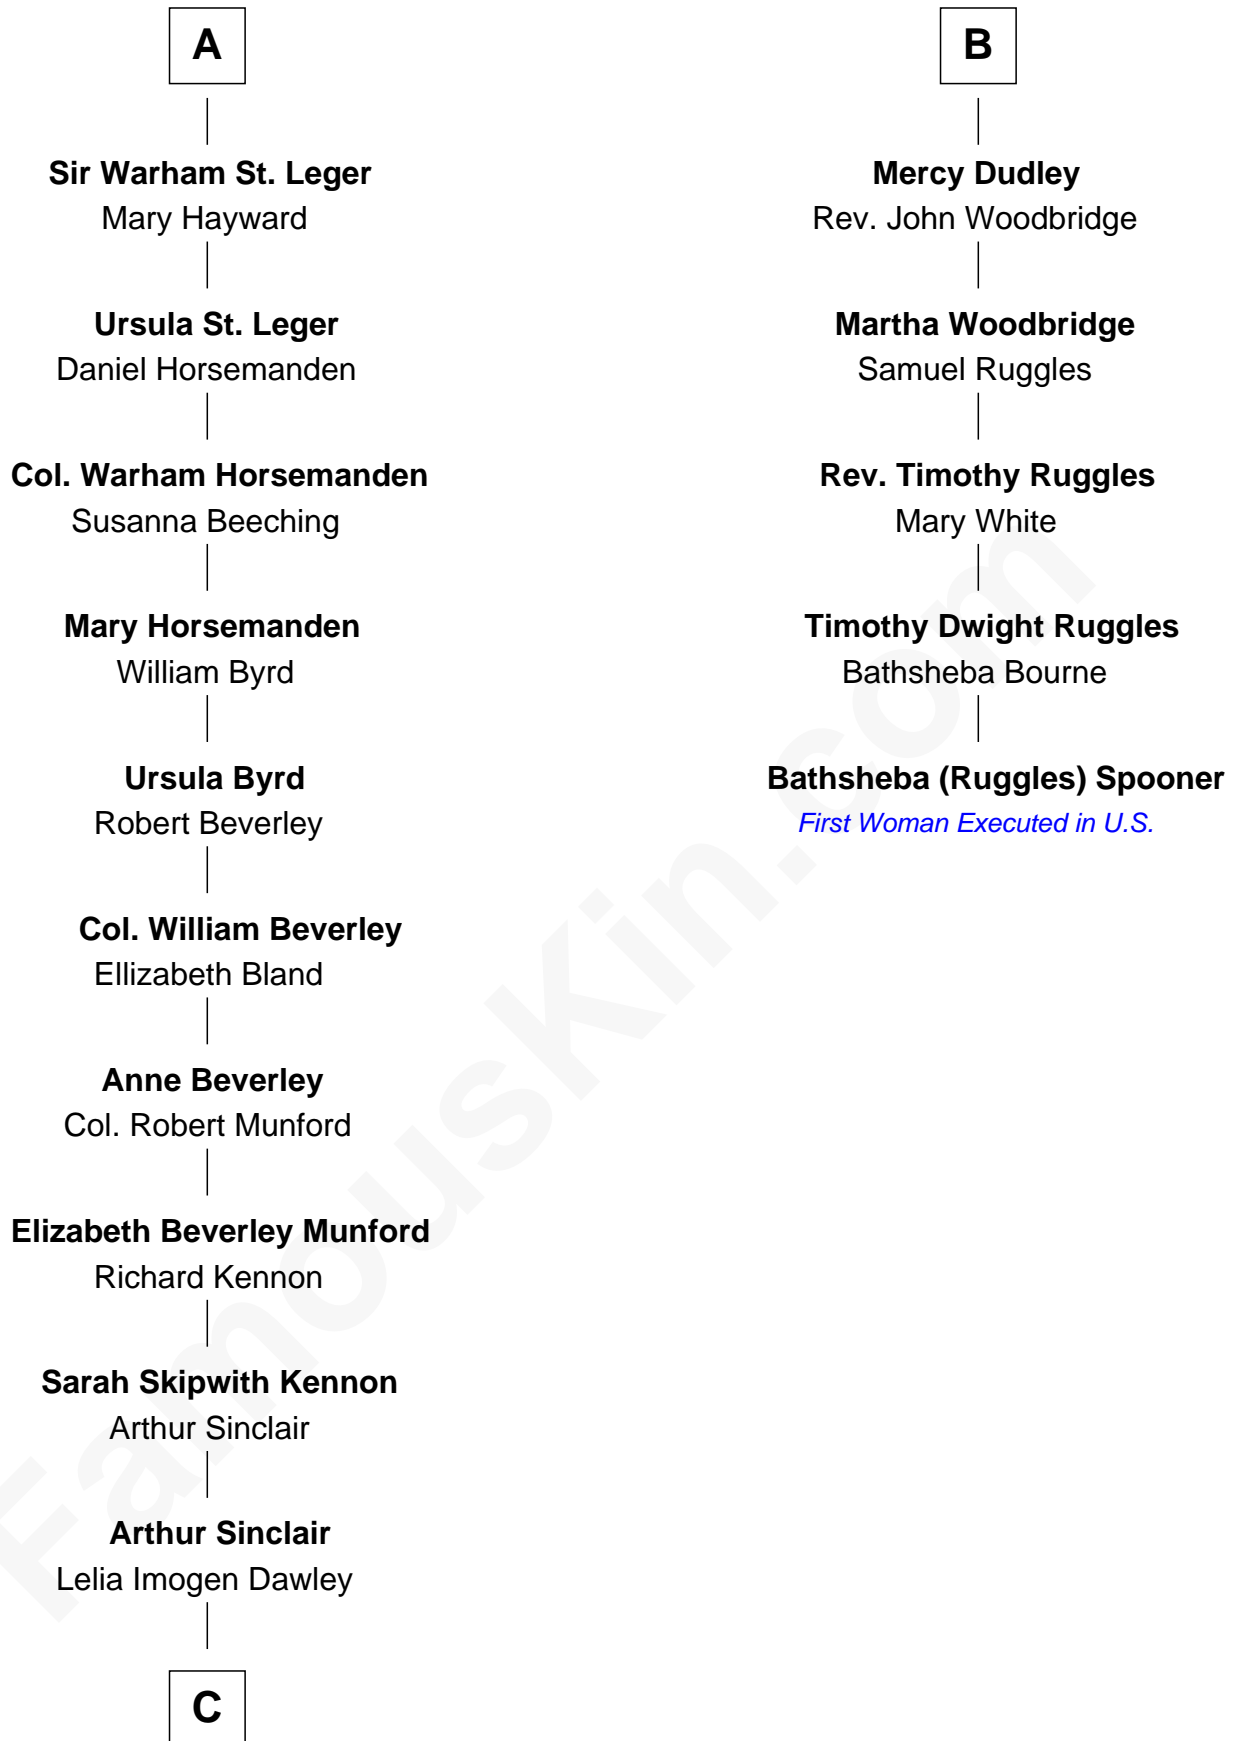 A
Sir Warham St. Leger
Mary Hayward
Ursula St. Leger
Daniel Horsemanden
Col. Warham Horsemanden
Susanna Beeching
Mary Horsemanden
William Byrd
Ursula Byrd
Robert Beverley
Col. William Beverley
Ellizabeth Bland
Anne Beverley
Col. Robert Munford
Elizabeth Beverley Munford
Richard Kennon
Sarah Skipwith Kennon
Arthur Sinclair
Arthur Sinclair
Lelia Imogen Dawley
C
B
Mercy Dudley
Rev. John Woodbridge
Martha Woodbridge
Samuel Ruggles
Rev. Timothy Ruggles
Mary White
Timothy Dwight Ruggles
Bathsheba Bourne
Bathsheba (Ruggles) Spooner
First Woman Executed in U.S.
FamousKin.com